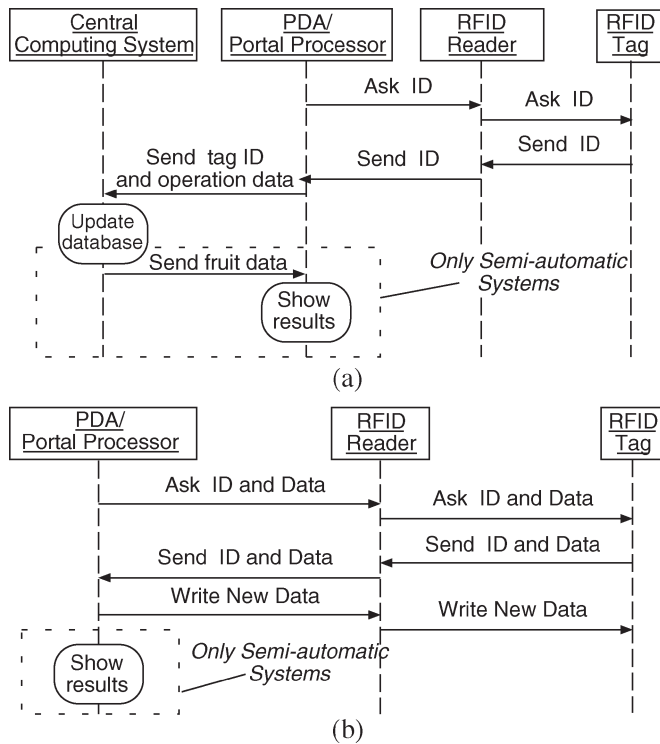 Central
Computing System
PDA/
Portal Processor
RFID
Reader
RFID
Tag
Ask ID
Ask ID
Send ID
Send ID
Send tag ID
and operation data
Update
database
Send fruit data
Only Semi-automatic
Systems
Show
results
(a)
PDA/
Portal Processor
RFID
Reader
RFID
Tag
Ask ID and Data
Ask ID and Data
Send ID and Data
Send ID and Data
Write New Data
Write New Data
Only Semi-automatic
Systems
Show
results
(b)